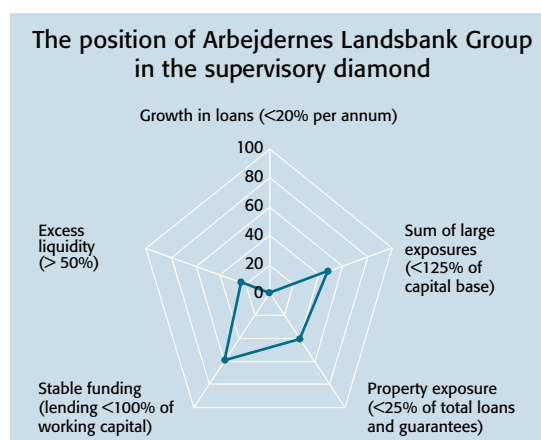 The position of Arbejdernes Landsbank Group
in the supervisory diamond
Growth in loans (<20% per annum)
100
80
60
40
20
0
Excess
liquidity
(> 50%)
Sum of large
exposures
(<125% of
capital base)
Stable funding
(lending <100% of
working capital)
Property exposure
(<25% of total loans
and guarantees)